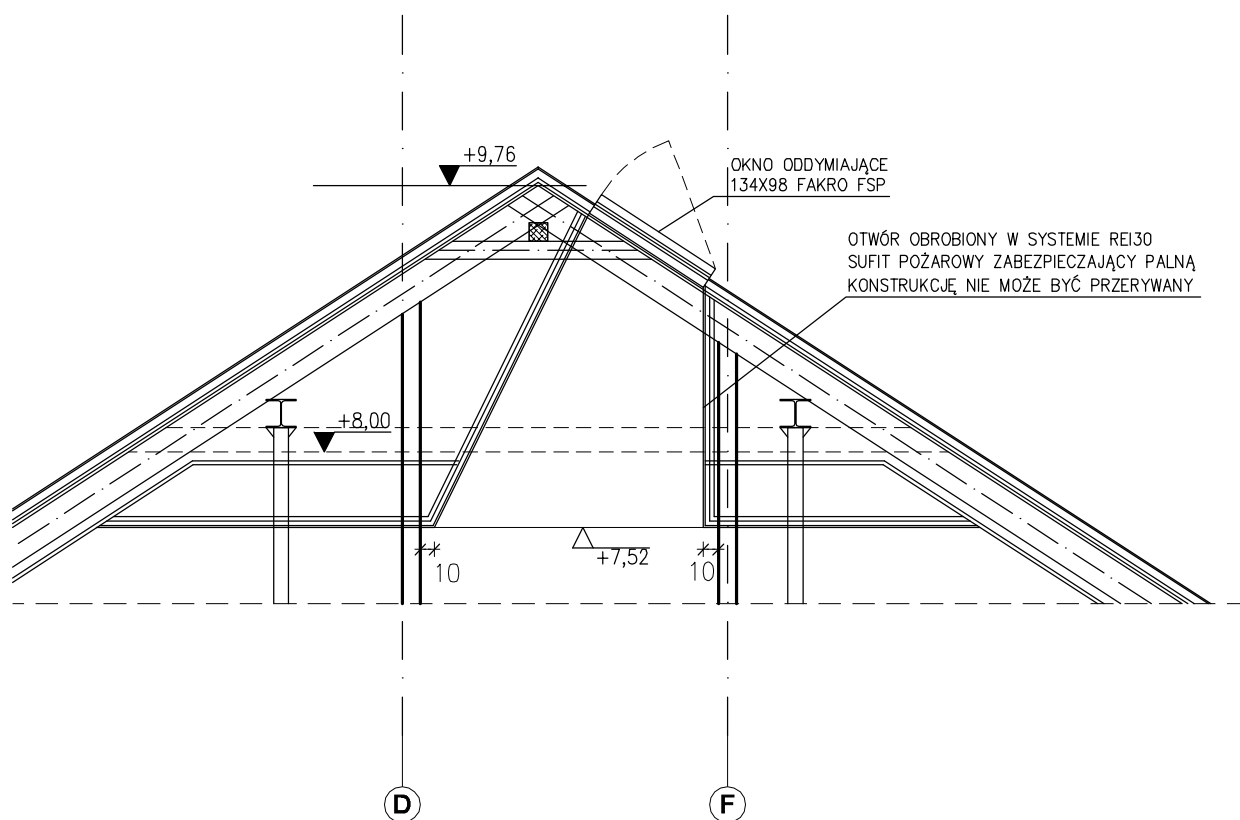 +9,76
OKNO ODDYMIAJĄCE
134X98 FAKRO FSP
OTWÓR OBROBIONY W SYSTEMIE REI30
SUFIT POŻAROWY ZABEZPIECZAJĄCY PALNĄ
KONSTRUKCJĘ NIE MOŻE BYĆ PRZERYWANY
+8,00
+7,52
10
10
D
F